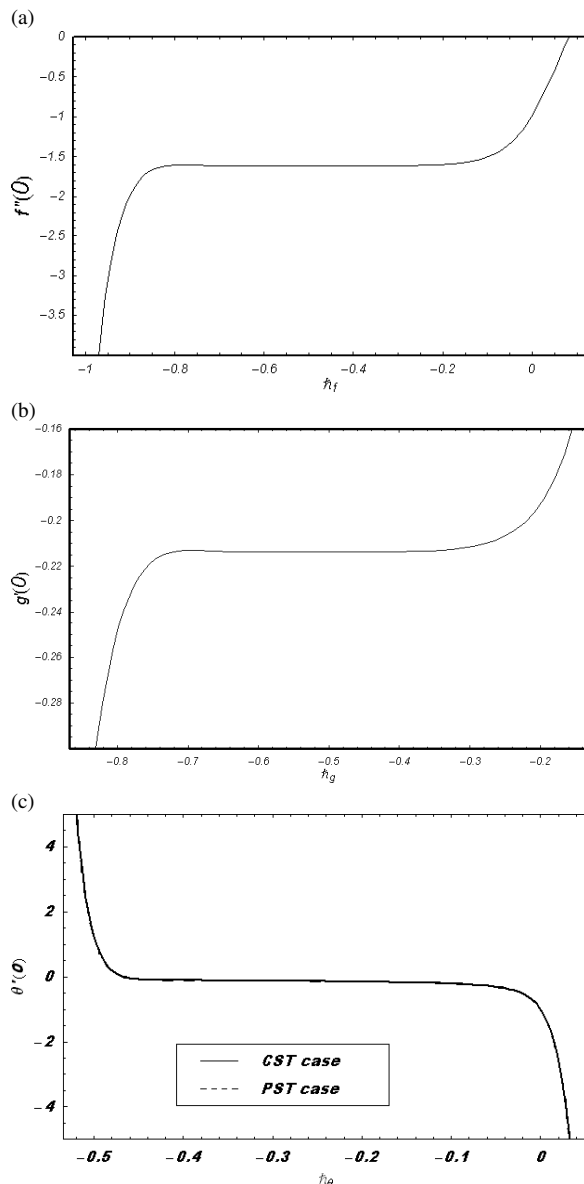 (a)
0
−0.5
−1
−1.5
−2
−2.5
−3
−3.5
f''(0)
−1 −0.8 −0.6 −0.4 −0.2 0
ℏf
(b)
−0.16
−0.18
−0.2
−0.22
−0.24
−0.26
−0.28
g'(0)
−0.8 −0.7 −0.6 −0.5 −0.4 −0.3 −0.2
ℏg
(c)
4
2
0
−2
−4
θ'(0)
CST case
PST case
−0.5 −0.4 −0.3 −0.2 −0.1 0
ℏθ